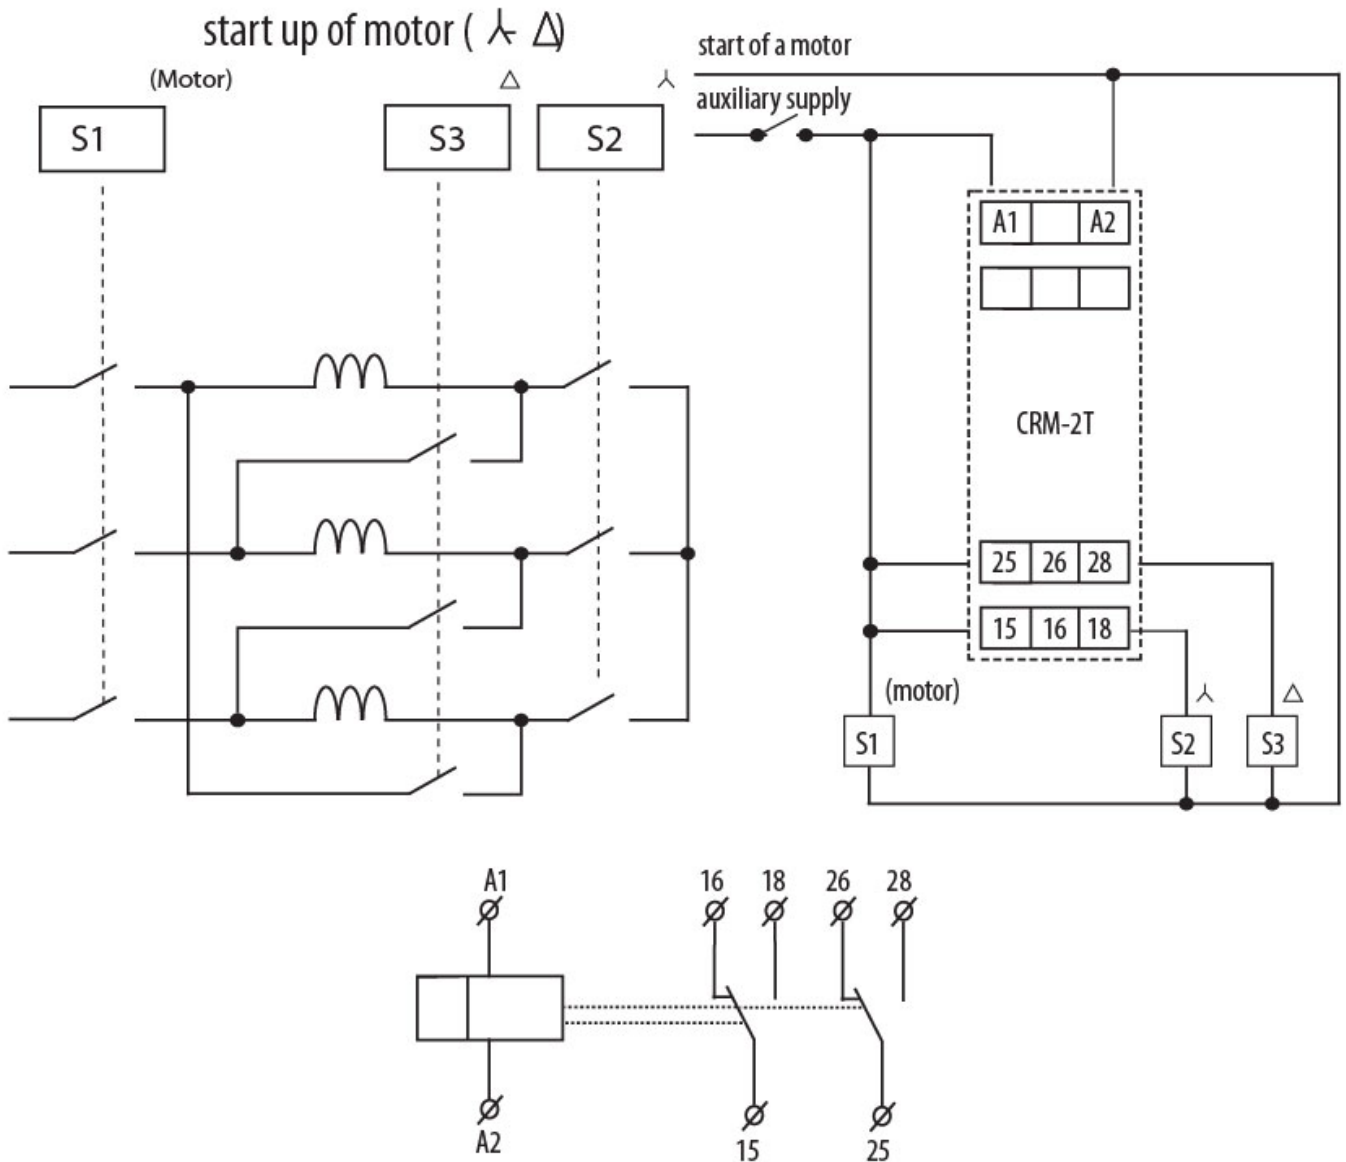 start up of motor ( ⅄ Δ)
(Motor) Δ ⅄
S1 S3 S2
start of a motor
auxiliary supply
A1 A2
CRM-2T
25 26 28
15 16 18
(motor) ⅄ Δ
S1 S2 S3
A1 16 18 26 28
A2 15 25